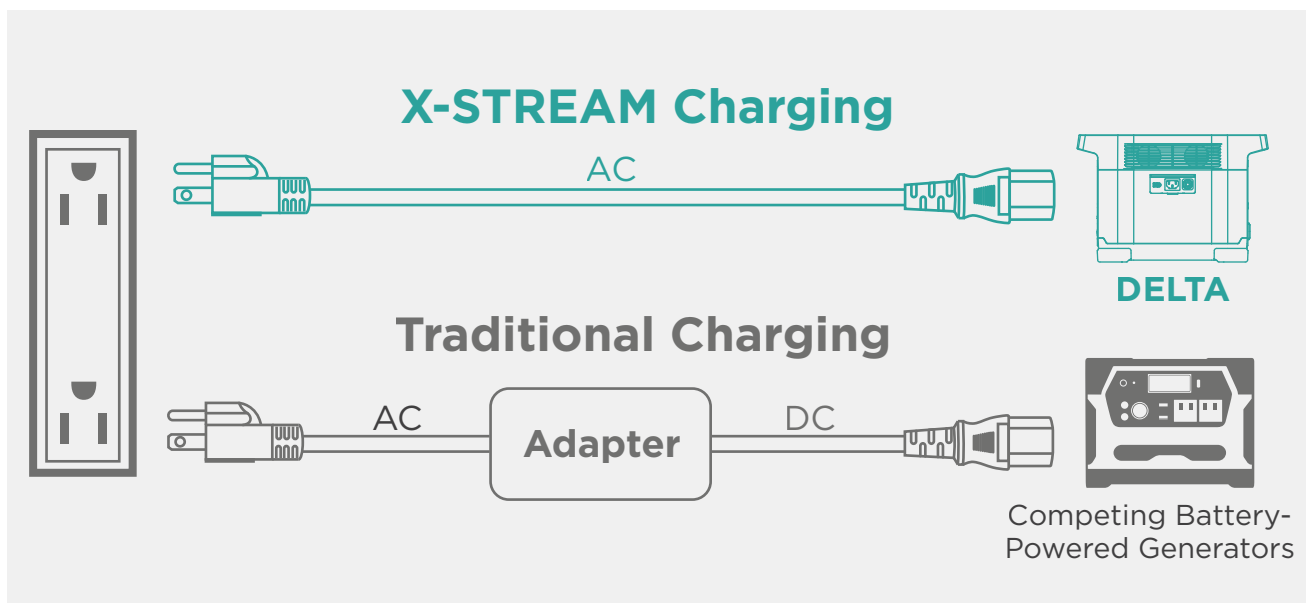 X-STREAM Charging
AC
DELTA
Traditional Charging
AC
Adapter
DC
Competing Battery-
Powered Generators